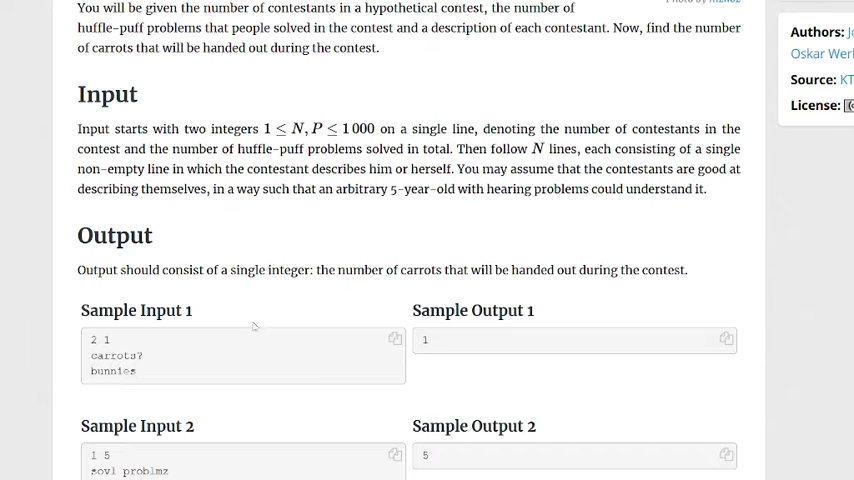 You will be given the number of contestants in a hypothetical contest, the number of
huffle-puff problems that people solved in the contest and a description of each contestant. Now, find the number
of carrots that will be handed out during the contest.
Authors: Jo
Oskar Werk
Source: KT
License:
Input
Input starts with two integers 1 ≤ N, P ≤ 1 000 on a single line, denoting the number of contestants in the
contest and the number of huffle-puff problems solved in total. Then follow N lines, each consisting of a single
non-empty line in which the contestant describes him or herself. You may assume that the contestants are good at
describing themselves, in a way such that an arbitrary 5-year-old with hearing problems could understand it.
Output
Output should consist of a single integer: the number of carrots that will be handed out during the contest.
Sample Input 1
2 1
carrots?
bunnies
Sample Output 1
1
Sample Input 2
1 5
sovl problmz
Sample Output 2
5